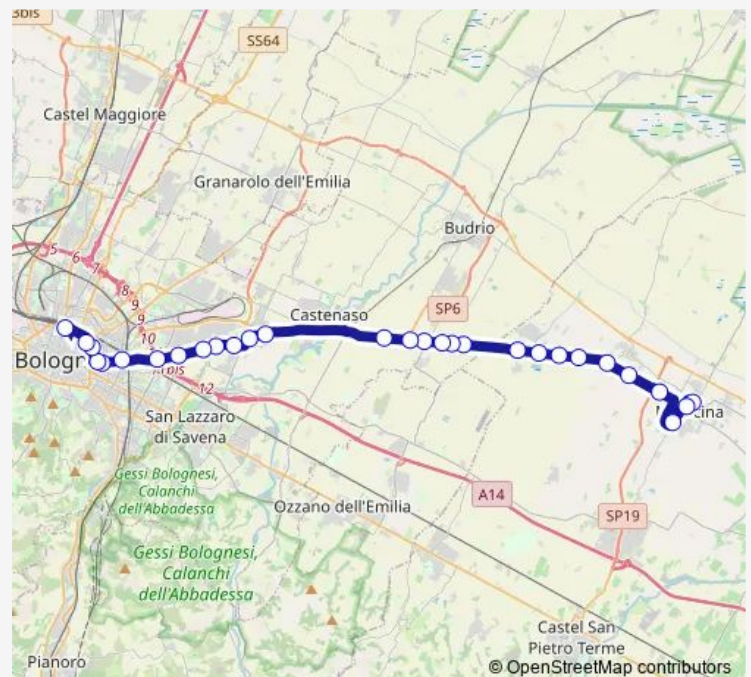 3bis
SS64
Castel Maggiore
Granarolo dell'Emilia
Budrio
5
6
7
8
9
9
10
Castenaso
SP6
Bologn
12
San Lazzaro
di Savena
cina
A14
Gessi Bolognesi,
Calanchi
dell'Abbadessa
Ozzano dell'Emilia
SP19
Gessi Bolognesi,
Calanchi
dell'Abbadessa
Castel San
Pietro Terme
Pianoro
© OpenStreetMap contributors